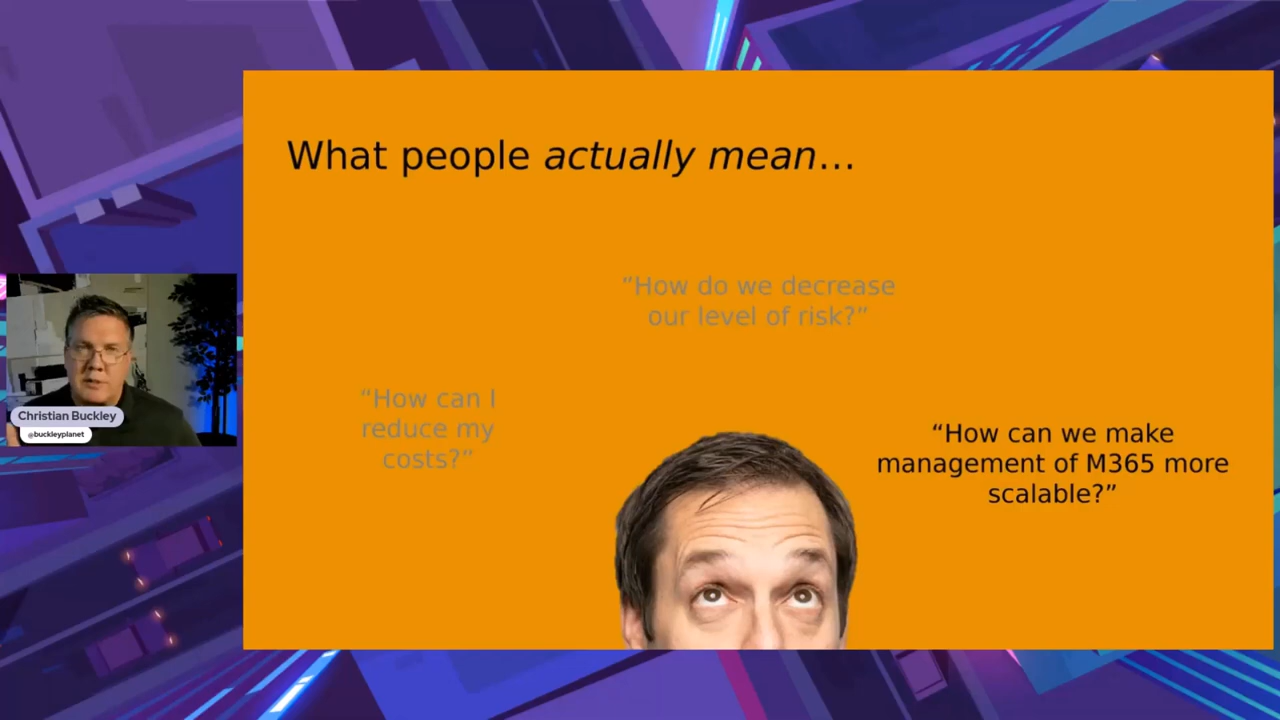 What people actually mean...
“How do we decrease
our level of risk?”
“How can I
reduce my
costs?”
“How can we make
management of M365 more
scalable?”
Christian Buckley
@buckleyplanet